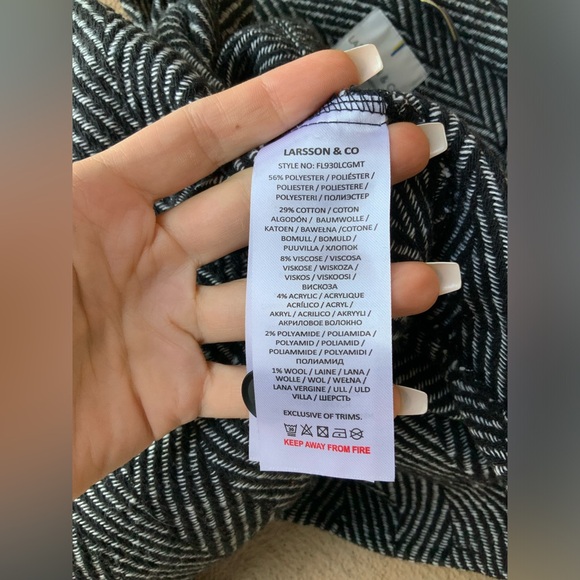 LARSSON & CO
STYLE NO: FL930LCGMT
56% POLYESTER / POLIÉSTER /
POLIESTER / POLIESTERE /
POLYESTERI / ПОЛИЭСТЕР
29% COTTON / COTON
ALGODÓN / BAUMWOLLE /
KATOEN / BAWEŁNA /COTONE /
BOMULL / BOMULD /
PUUVILLA / ХЛОПОК
8% VISCOSE / VISCOSA
VISKOSE / WISKOZA /
VISKOS / VISKOOSI /
ВИСКОЗА
4% ACRYLIC / ACRYLIQUE
ACRÍLICO / ACRYL /
AKRYL / ACRILICO / AKRYYLI /
АКРИЛОВОЕ ВОЛОКНО
2% POLYAMIDE / POLIAMIDA /
POLYAMID / POLIAMID /
POLIAMMIDE / POLYAMIDI /
ПОЛИАМИД
1% WOOL / LAINE / LANA /
WOLLE / WOL / WEŁNA /
LANA VERGINE / ULL / ULD
VILLA / ШЕРСТЬ
EXCLUSIVE OF TRIMS.
30
KEEP AWAY FROM FIRE